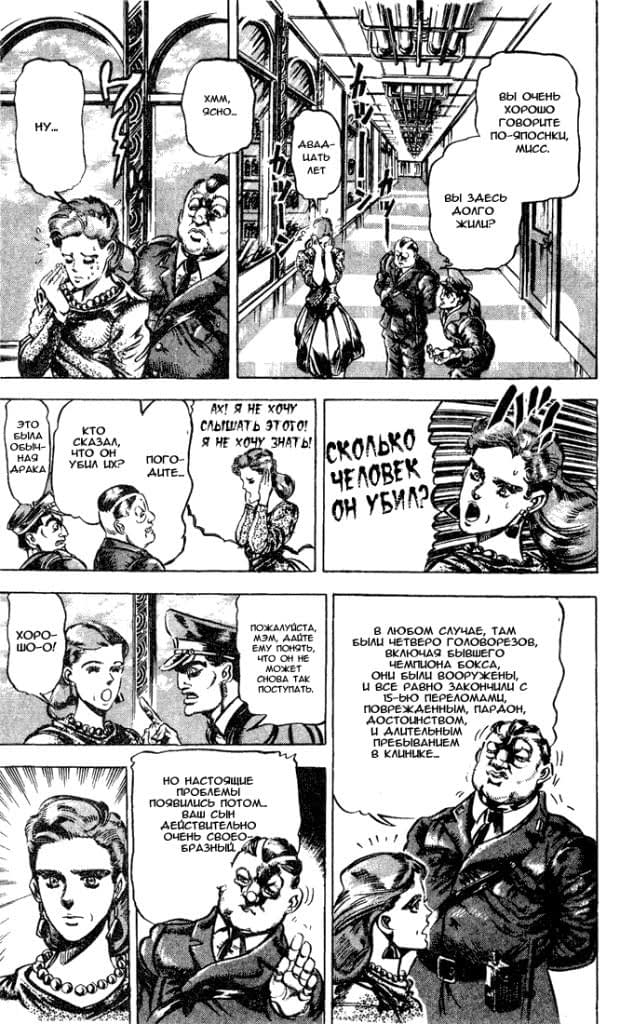 ВЫ ОЧЕНЬ
ХОРОШО
ГОВОРИТЕ
ПО-ЯПОСНКИ,
МИСС.
ВЫ ЗДЕСЬ
ДОЛГО
ЖИЛИ?
ДВАД-
ЦАТЬ
ЛЕТ
ХММ,
ЯСНО...
НУ...
СКОЛЬКО
ЧЕЛОВЕК
ОН УБИЛ?
АХ! Я НЕ ХОЧУ
СЛЫШАТЬ ЭТОГО!
Я НЕ ХОЧУ ЗНАТЬ!
ПОГО-
ДИТЕ...
КТО
СКАЗАЛ,
ЧТО ОН
УБИЛ ИХ?
ЭТО
БЫЛА
ОБЫЧ-
НАЯ
ДРАКА
В ЛЮБОМ СЛУЧАЕ, ТАМ
БЫЛИ ЧЕТВЕРО ГОЛОВОРЕЗОВ,
ВКЛЮЧАЯ БЫВШЕГО
ЧЕМПИОНА БОКСА,
ОНИ БЫЛИ ВООРУЖЕНЫ,
И ВСЕ РАВНО ЗАКОНЧИЛИ С
15-ЬЮ ПЕРЕЛОМАМИ,
ПОВРЕЖДЕННЫМ, ПАРДОН,
ДОСТОИНСТВОМ,
И ДЛИТЕЛЬНЫМ
ПРЕБЫВАНИЕМ
В КЛИНИКЕ...
ПОЖАЛУЙСТА,
МЭМ, ДАЙТЕ
ЕМУ ПОНЯТЬ,
ЧТО ОН НЕ
МОЖЕТ
СНОВА ТАК
ПОСТУПАТЬ.
ХОРО-
ШО-О!
НО НАСТОЯЩИЕ
ПРОБЛЕМЫ
ПОЯВИЛИСЬ ПОТОМ...
ВАШ СЫН
ДЕЙСТВИТЕЛЬНО
ОЧЕНЬ СВОЕО-
БРАЗНЫЙ.